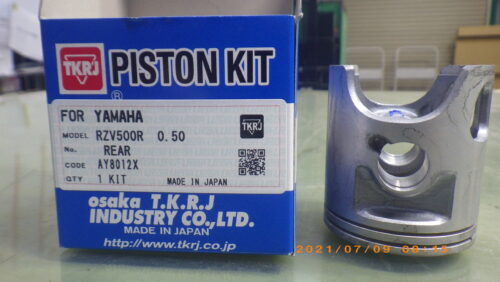 TKRJ
PISTON KIT
®
FOR YAMAHA
MODEL RZV500R 0.50
No. REAR
CODE AY8012X
QTY 1 KIT
MADE IN JAPAN
TKRJ
osaka T.K.R.J
INDUSTRY CO.,LTD.
MADE IN JAPAN
http://www.tkrj.co.jp
2021/07/09